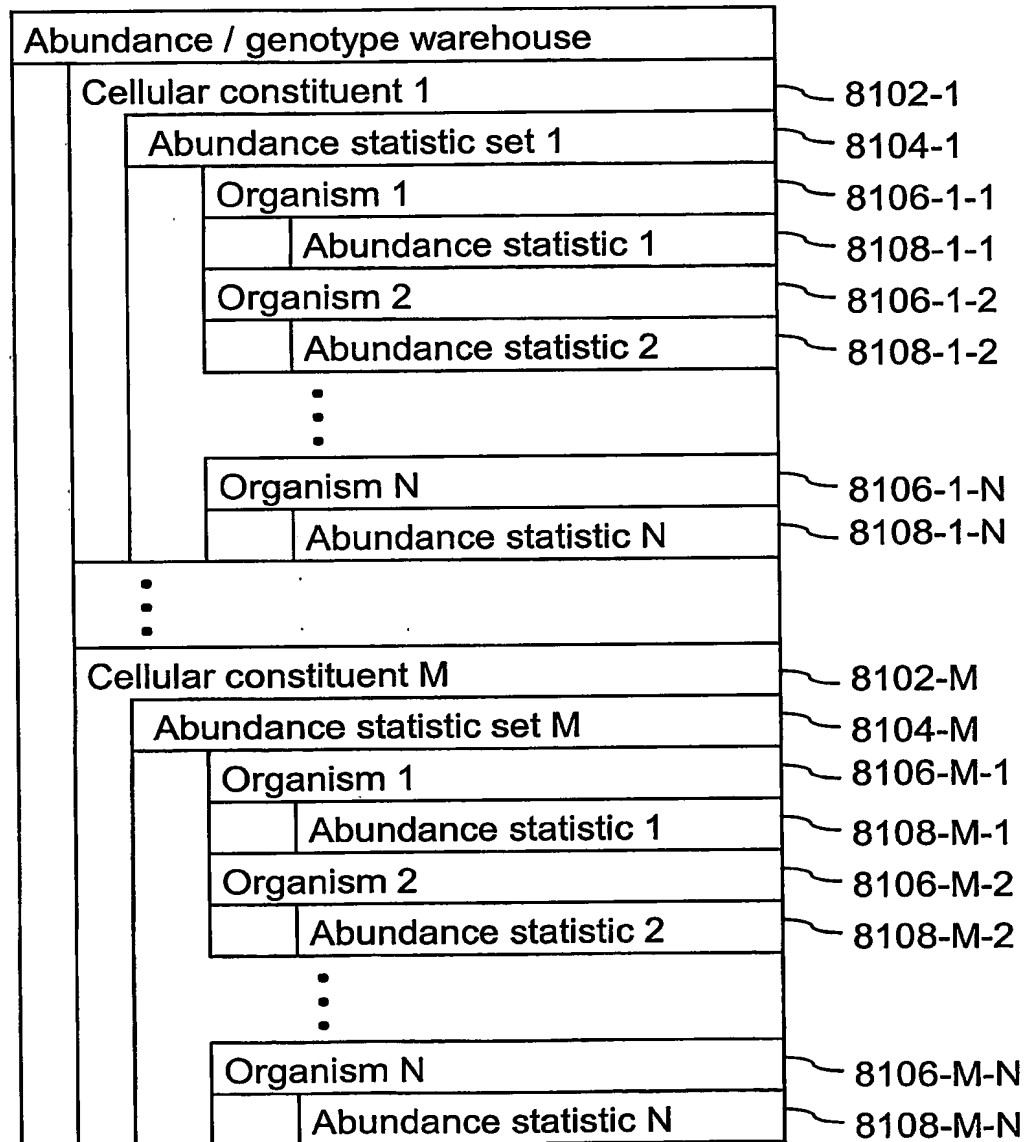 Abundance / genotype warehouse
Cellular constituent 1 8102-1
Abundance statistic set 1 8104-1
Organism 1 8106-1-1
Abundance statistic 1 8108-1-1
Organism 2 8106-1-2
Abundance statistic 2 8108-1-2
Organism N 8106-1-N
Abundance statistic N 8108-1-N
Cellular constituent M 8102-M
Abundance statistic set M 8104-M
Organism 1 8106-M-1
Abundance statistic 1 8108-M-1
Organism 2 8106-M-2
Abundance statistic 2 8108-M-2
Organism N 8106-M-N
Abundance statistic N 8108-M-N